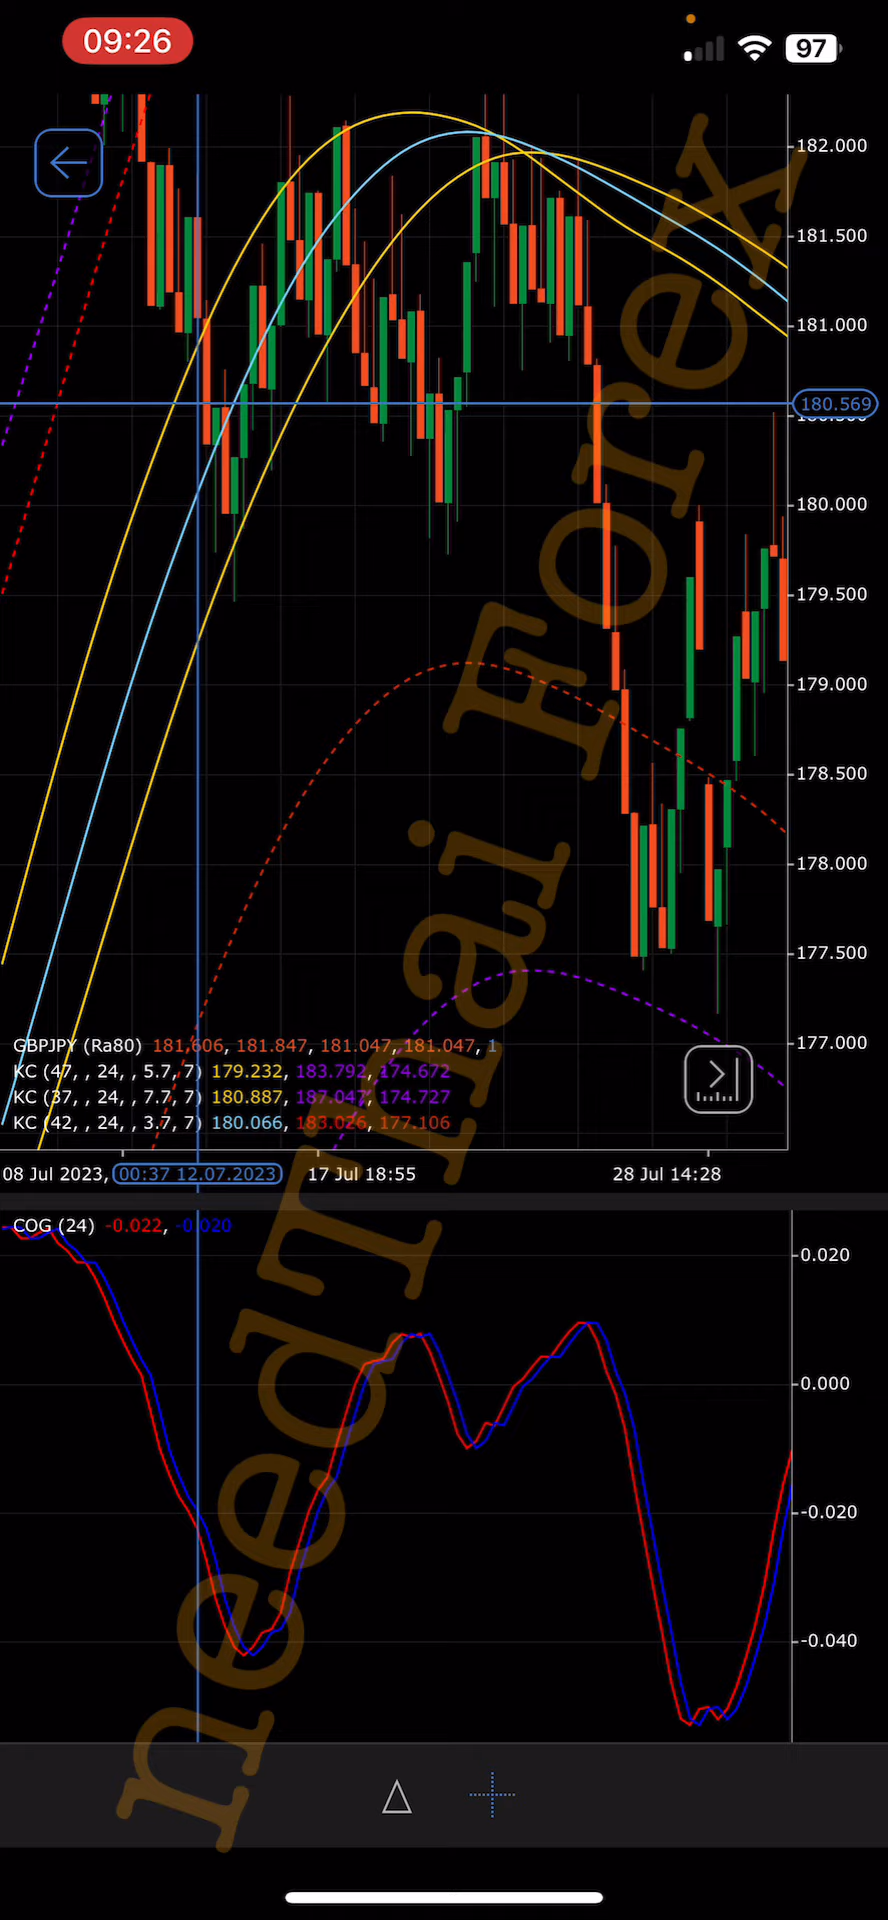 09:26
97
182.000
181.500
181.000
180.569
180.000
179.500
179.000
178.500
178.000
177.500
177.000
GBPJPY (Ra80) 181.606, 181.847, 181.047, 181.047, 1
KC (47, , 24, , 5.7, 7) 179.232, 183.792, 174.672
KC (37, , 24, , 7.7, 7) 180.887, 187.047, 174.727
KC (42, , 24, , 3.7, 7) 180.066, 183.026, 177.106
08 Jul 2023, 00:37 12.07.2023 17 Jul 18:55 28 Jul 14:28
COG (24) -0.022, -0.020
0.020
0.000
-0.020
-0.040
needThai Forex